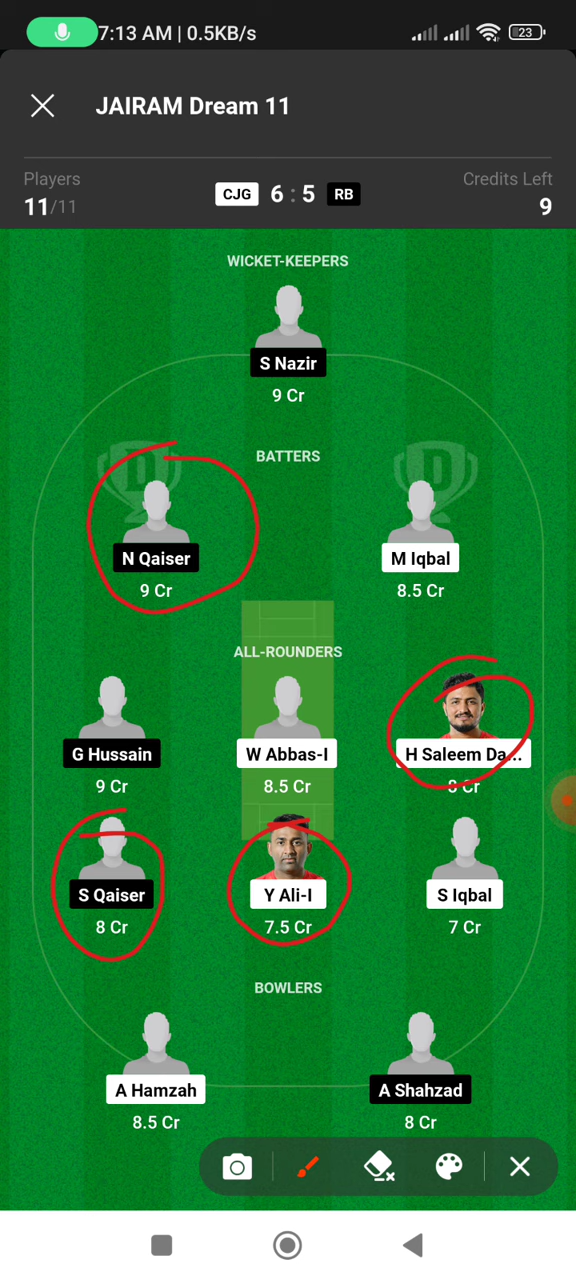 7:13 AM | 0.5KB/s
23
JAIRAM Dream 11
Players
11/11
CJG 6 : 5 RB
Credits Left
9
WICKET-KEEPERS
S Nazir
9 Cr
BATTERS
N Qaiser
9 Cr
M Iqbal
8.5 Cr
ALL-ROUNDERS
G Hussain
9 Cr
W Abbas-I
8.5 Cr
H Saleem Da...
8 Cr
S Qaiser
8 Cr
Y Ali-I
7.5 Cr
S Iqbal
7 Cr
BOWLERS
A Hamzah
8.5 Cr
A Shahzad
8 Cr